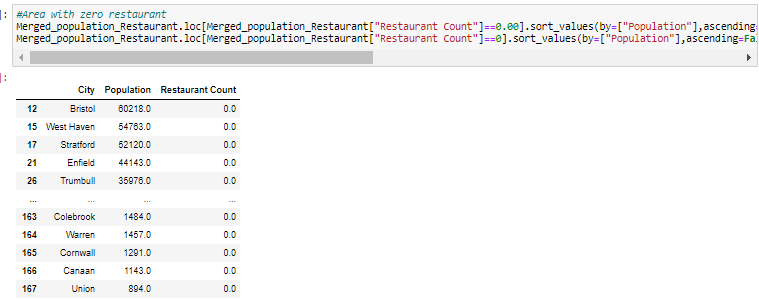 ]:
#Area with zero restaurant
Merged_population_Restaurant.loc[Merged_population_Restaurant["Restaurant Count"]==0.00].sort_values(by=["Population"],ascending=
Merged_population_Restaurant.loc[Merged_population_Restaurant["Restaurant Count"]==0].sort_values(by=["Population"],ascending=Fal
]:
City Population Restaurant Count
12 Bristol 60218.0 0.0
15 West Haven 54763.0 0.0
17 Stratford 52120.0 0.0
21 Enfield 44143.0 0.0
26 Trumbull 35976.0 0.0
... ... ... ...
163 Colebrook 1484.0 0.0
164 Warren 1457.0 0.0
165 Cornwall 1291.0 0.0
166 Canaan 1143.0 0.0
167 Union 894.0 0.0